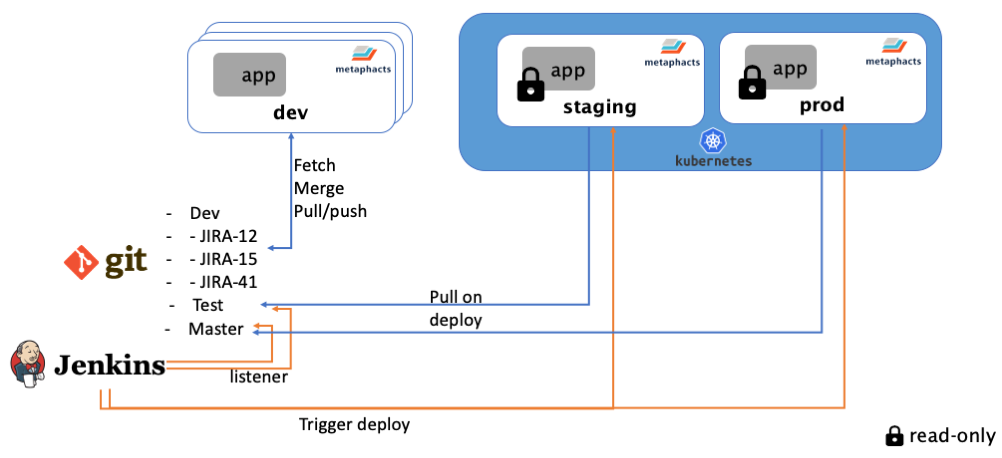 app
metaphacts
dev
app
metaphacts
staging
app
metaphacts
prod
kubernetes
Fetch
Merge
Pull/push
git
- Dev
- - JIRA-12
- - JIRA-15
- - JIRA-41
- Test
- Master
Pull on
deploy
Jenkins
listener
Trigger deploy
read-only